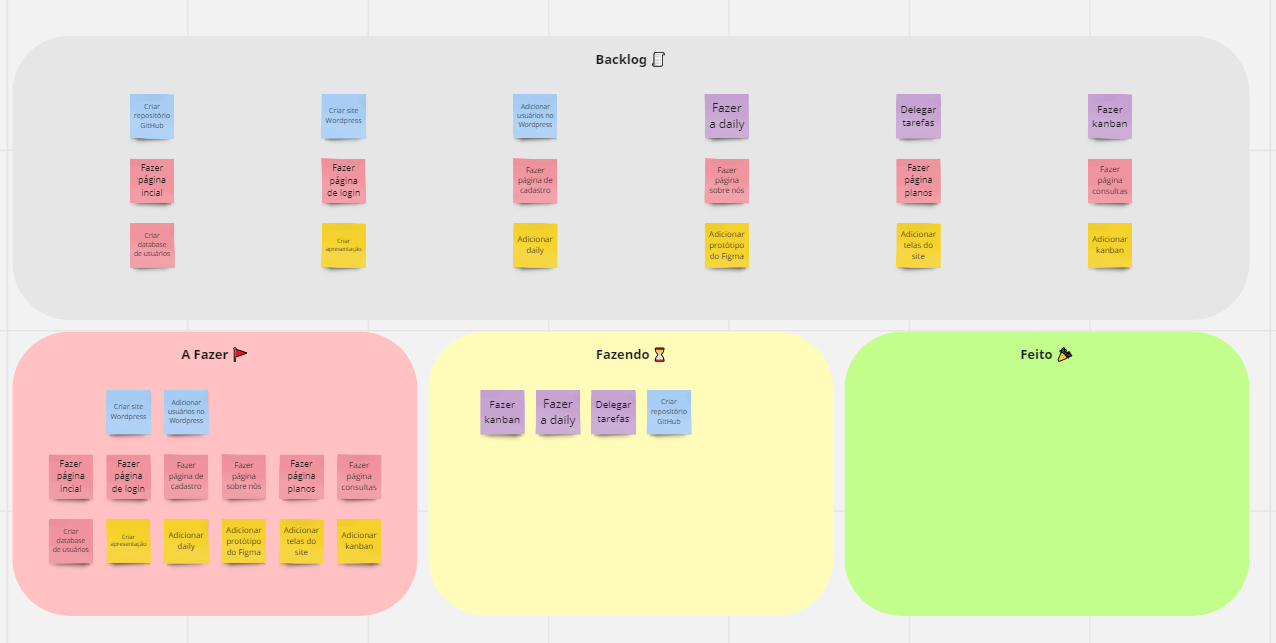 Backlog
Criar
repositório
GitHub
Criar site
Wordpress
Adicionar
usuários no
Wordpress
Fazer
a daily
Delegar
tarefas
Fazer
kanban
Fazer
página
incial
Fazer
página
de login
Fazer
página de
cadastro
Fazer
página
sobre nós
Fazer
página
planos
Fazer
página
consultas
Criar
database
de usuários
Criar
apresentação
Adicionar
daily
Adicionar
protótipo
do Figma
Adicionar
telas do
site
Adicionar
kanban
A Fazer
Criar site
Wordpress
Adicionar
usuários no
Wordpress
Fazer
página
incial
Fazer
página
de login
Fazer
página de
cadastro
Fazer
página
sobre nós
Fazer
página
planos
Fazer
página
consultas
Criar
database
de usuários
Criar
apresentação
Adicionar
daily
Adicionar
protótipo
do Figma
Adicionar
telas do
site
Adicionar
kanban
Fazendo
Fazer
kanban
Fazer
a daily
Delegar
tarefas
Criar
repositório
GitHub
Feito